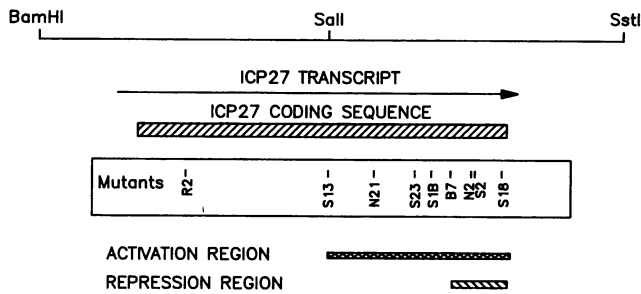 BamHI SalI SstI
ICP27 TRANSCRIPT
ICP27 CODING SEQUENCE
Mutants R2- S13- N21- S23- S1B- B7- N2= S2 S18-
ACTIVATION REGION
REPRESSION REGION